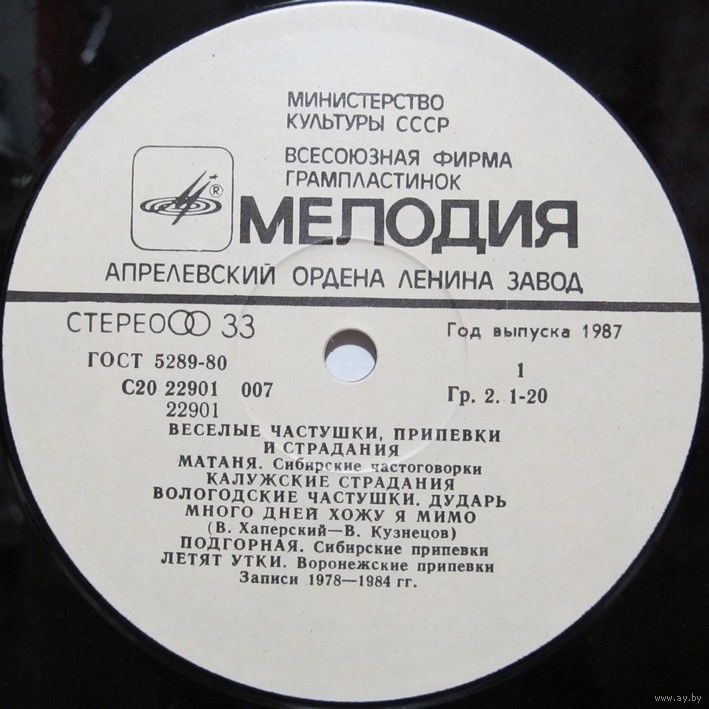 МИНИСТЕРСТВО
КУЛЬТУРЫ СССР
ВСЕСОЮЗНАЯ ФИРМА
ГРАМПЛАСТИНОК
®
МЕЛОДИЯ
АПРЕЛЕВСКИЙ ОРДЕНА ЛЕНИНА ЗАВОД
СТЕРЕО 33
Год выпуска 1987
ГОСТ 5289-80
1
С20 22901 007
Гр. 2. 1-20
22901
ВЕСЕЛЫЕ ЧАСТУШКИ, ПРИПЕВКИ
И СТРАДАНИЯ
МАТАНЯ. Сибирские частоговорки
КАЛУЖСКИЕ СТРАДАНИЯ
ВОЛОГОДСКИЕ ЧАСТУШКИ. ДУДАРЬ
МНОГО ДНЕЙ ХОЖУ Я МИМО
(В. Хаперский—В. Кузнецов)
ПОДГОРНАЯ. Сибирские припевки
ЛЕТЯТ УТКИ. Воронежские припевки
Записи 1978—1984 гг.
www.ay.by